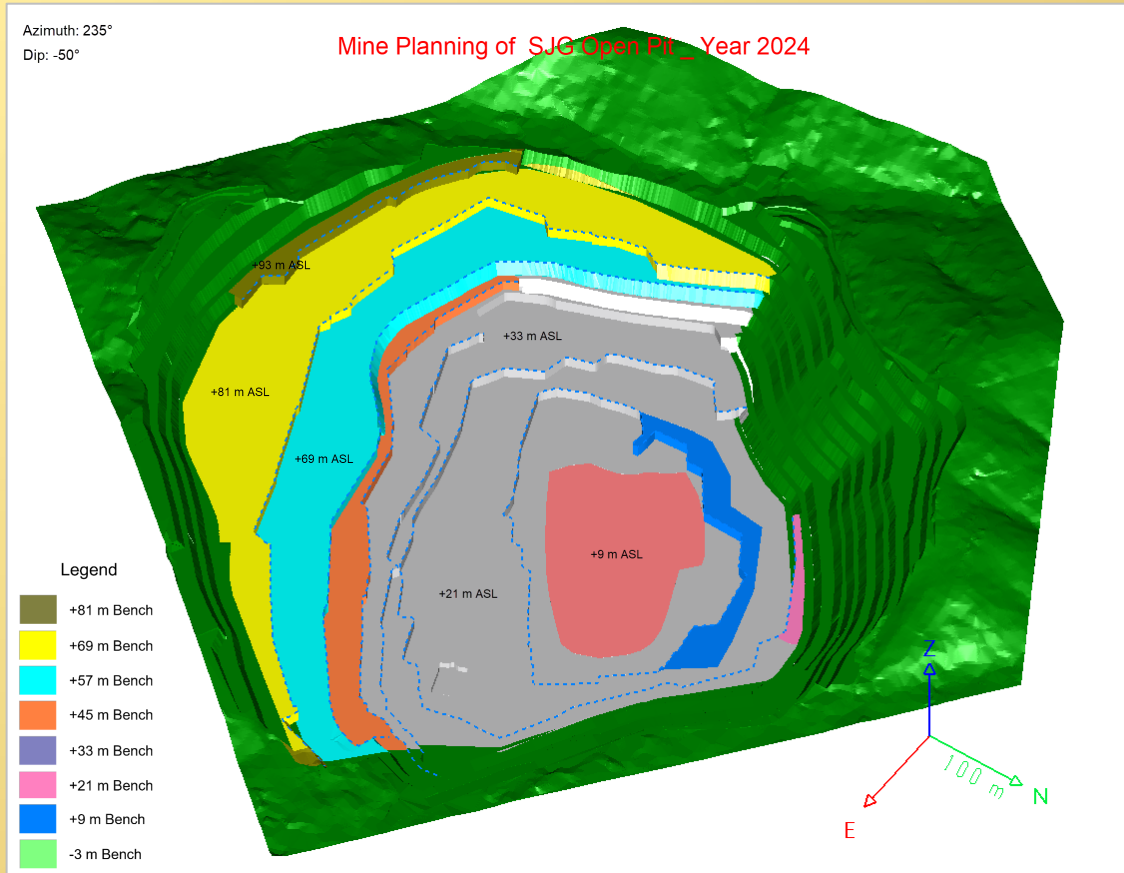 Azimuth: 235°
Dip: -50°
Mine Planning of SJG Open Pit _ Year 2024
+93 m ASL
+33 m ASL
+81 m ASL
+69 m ASL
+9 m ASL
+21 m ASL
Legend
+81 m Bench
+69 m Bench
+57 m Bench
+45 m Bench
+33 m Bench
+21 m Bench
+9 m Bench
-3 m Bench
Z
100 m
N
E